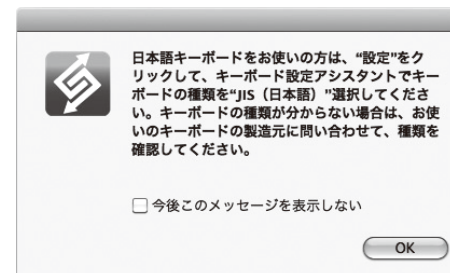 日本語キーボードをお使いの方は、“設定”をク
リックして、キーボード設定アシスタントでキー
ボードの種類を“JIS（日本語）”選択してくださ
い。キーボードの種類が分からない場合は、お使
いのキーボードの製造元に問い合わせて、種類を
確認してください。
今後このメッセージを表示しない
OK